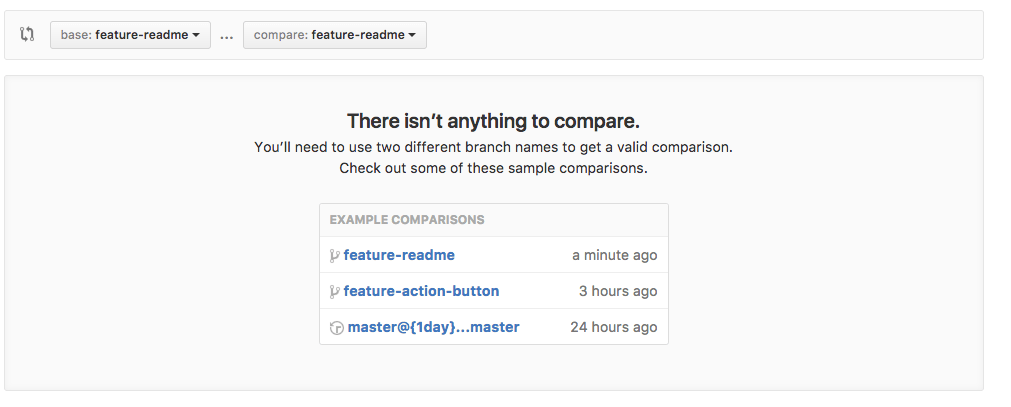 base: feature-readme ... compare: feature-readme
There isn’t anything to compare.
You’ll need to use two different branch names to get a valid comparison.
Check out some of these sample comparisons.
EXAMPLE COMPARISONS
feature-readme a minute ago
feature-action-button 3 hours ago
master@{1day}...master 24 hours ago